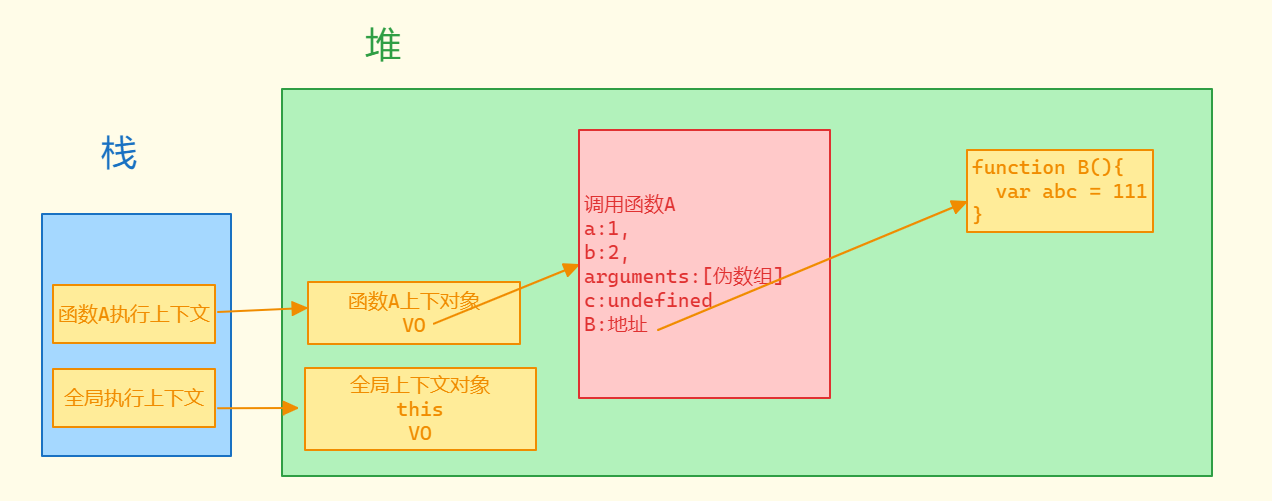 堆
栈
函数A执行上下文
全局执行上下文
函数A上下对象
VO
全局上下文对象
this
VO
调用函数A
a:1,
b:2,
arguments:[伪数组]
c:undefined
B:地址
function B(){
  var abc = 111
}